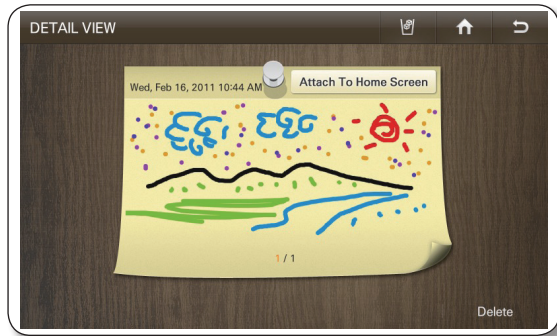 DETAIL VIEW
Wed, Feb 16, 2011 10:44 AM
Attach To Home Screen
1 / 1
Delete